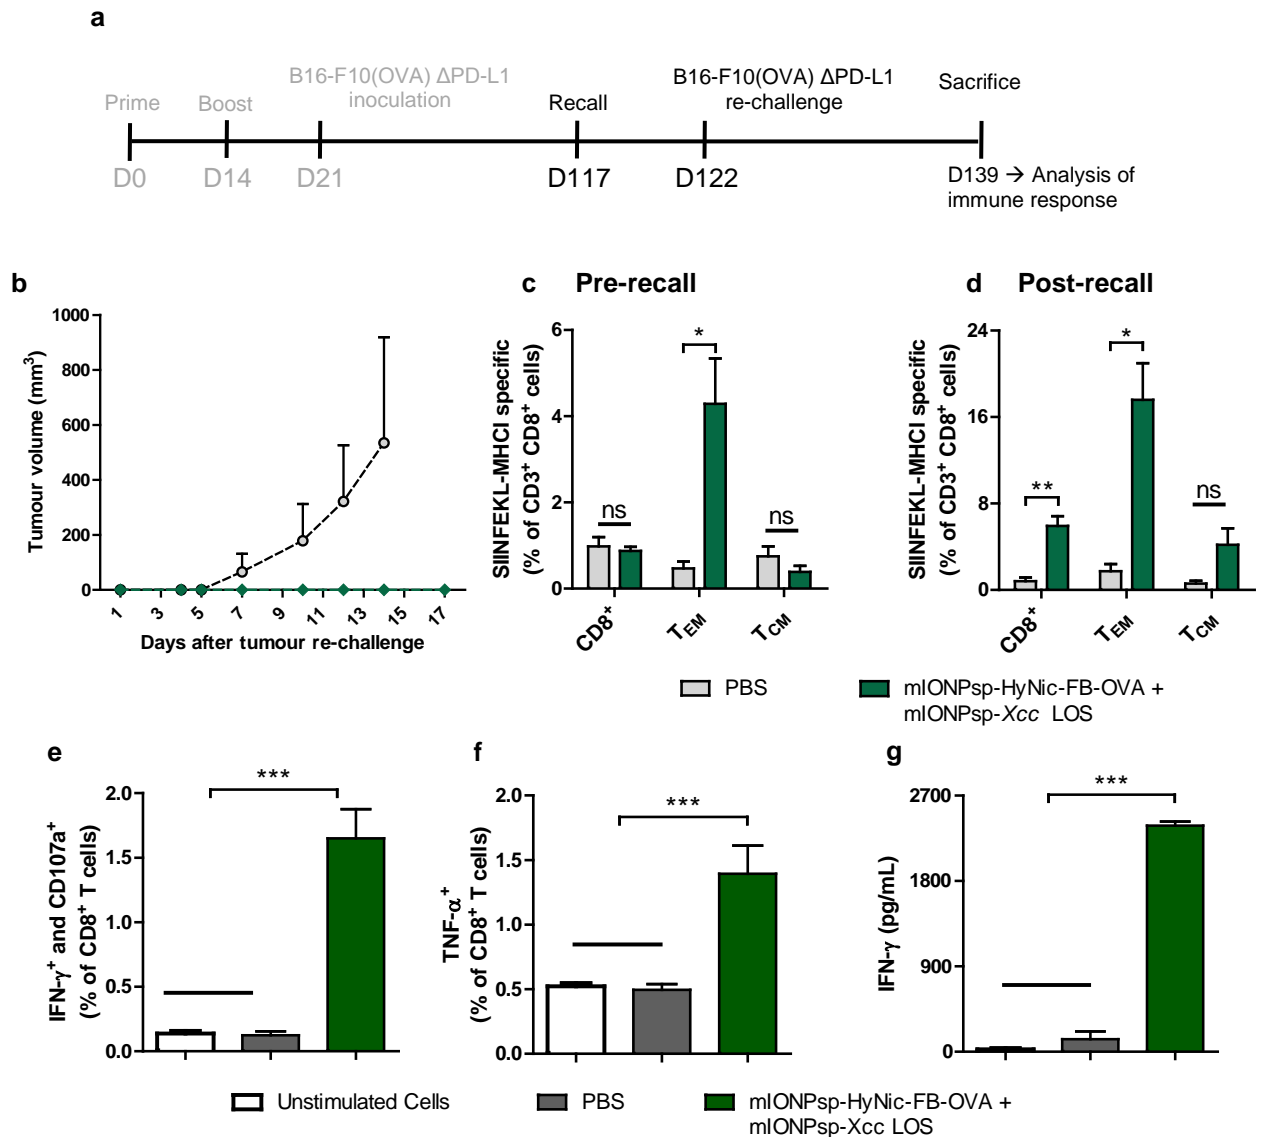 a
B16-F10(OVA) ΔPD-L1
inoculation
B16-F10(OVA) ΔPD-L1
re-challenge
Prime
Boost
Recall
Sacrifice
D0
D14
D21
D117
D122
D139 → Analysis of
immune response
b
1000
800
600
400
200
0
Tumour volume (mm³)
1 3 5 7 9 11 13 15 17
Days after tumour re-challenge
c Pre-recall
SIINFEKL-MHCI specific
(% of CD3⁺ CD8⁺ cells)
6
4
2
0
ns
*
ns
CD8⁺ T_EM T_CM
d Post-recall
SIINFEKL-MHCI specific
(% of CD3⁺ CD8⁺ cells)
24
16
8
0
**
*
ns
CD8⁺ T_EM T_CM
PBS
mIONPsp-HyNic-FB-OVA +
mIONPsp-Xcc LOS
e
IFN-γ⁺ and CD107a⁺
(% of CD8⁺ T cells)
2.0
1.5
1.0
0.5
0.0
***
f
TNF-α⁺
(% of CD8⁺ T cells)
2.0
1.5
1.0
0.5
0.0
***
g
IFN-γ (pg/mL)
2700
1800
900
0
***
Unstimulated Cells
PBS
mIONPsp-HyNic-FB-OVA +
mIONPsp-Xcc LOS